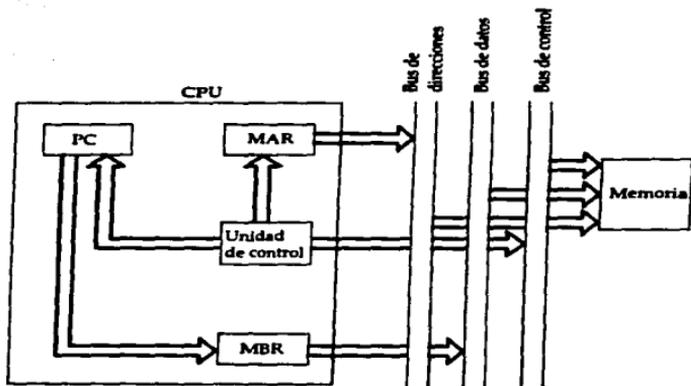 Bus de
direcciones
Bus de datos
Bus de control
CPU
PC
MAR
Memoria
Unidad
de control
MBR